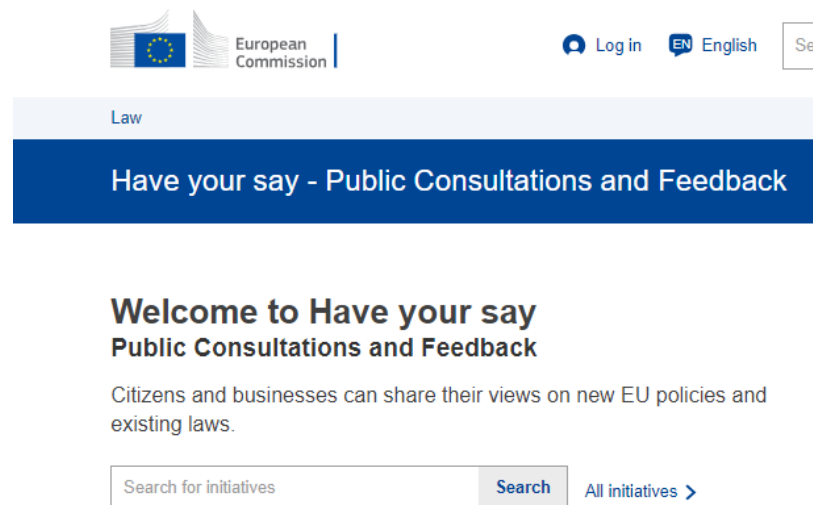 European
Commission
Log in
EN English
Law
Have your say - Public Consultations and Feedback
Welcome to Have your say
Public Consultations and Feedback
Citizens and businesses can share their views on new EU policies and
existing laws.
Search for initiatives
Search
All initiatives